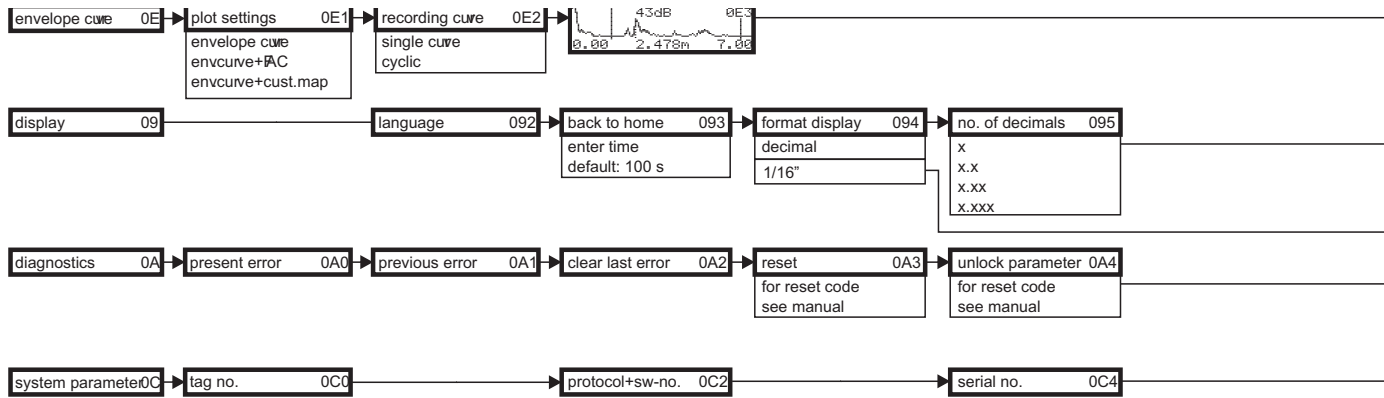 envelope curve 0E
plot settings 0E1
recording curve 0E2
43dB 0E3
0.00 2.478m 7.00
envelope curve
env.curve+FAC
env.curve+cust.map
single curve
cyclic
display 09
language 092
back to home 093
format display 094
no. of decimals 095
enter time
default: 100 s
decimal
1/16"
x
x.x
x.xx
x.xxx
diagnostics 0A
present error 0A0
previous error 0A1
clear last error 0A2
reset 0A3
unlock parameter 0A4
for reset code
see manual
for reset code
see manual
system parameter 0C
tag no. 0C0
protocol+sw-no. 0C2
serial no. 0C4